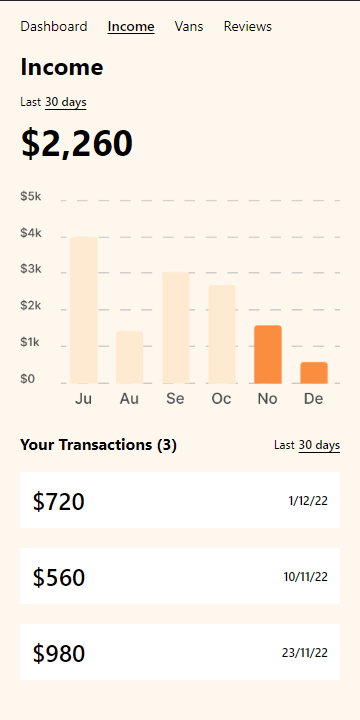 Dashboard Income Vans Reviews
Income
Last 30 days
$2,260
$5k
$4k
$3k
$2k
$1k
$0
Ju Au Se Oc No De
Your Transactions (3) Last 30 days
$720 1/12/22
$560 10/11/22
$980 23/11/22